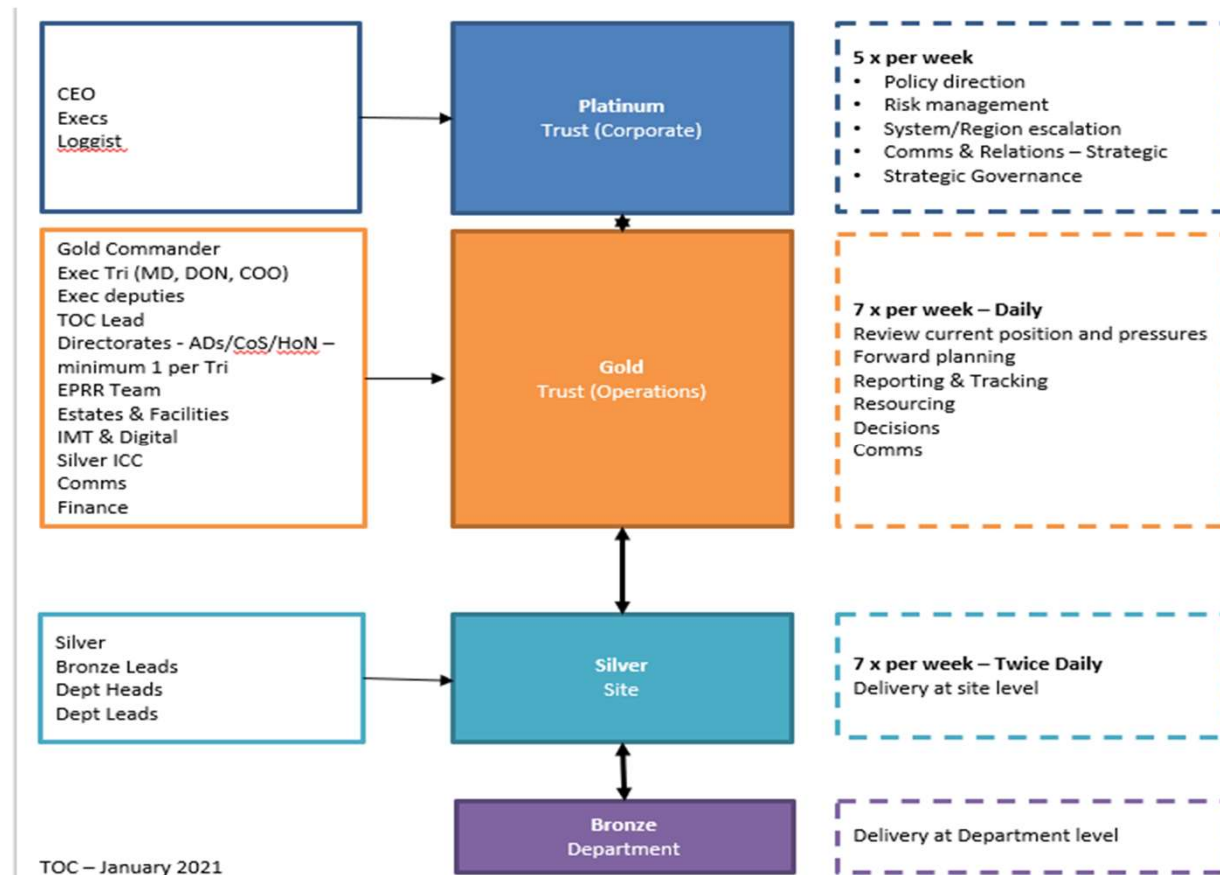 CEO
Execs
Loggist
Platinum
Trust (Corporate)
5 x per week
• Policy direction
• Risk management
• System/Region escalation
• Comms & Relations – Strategic
• Strategic Governance
Gold Commander
Exec Tri (MD, DON, COO)
Exec deputies
TOC Lead
Directorates - ADs/CoS/HoN –
minimum 1 per Tri
EPRR Team
Estates & Facilities
IMT & Digital
Silver ICC
Comms
Finance
Gold
Trust (Operations)
7 x per week – Daily
Review current position and pressures
Forward planning
Reporting & Tracking
Resourcing
Decisions
Comms
Silver
Bronze Leads
Dept Heads
Dept Leads
Silver
Site
7 x per week – Twice Daily
Delivery at site level
Bronze
Department
Delivery at Department level
TOC – January 2021